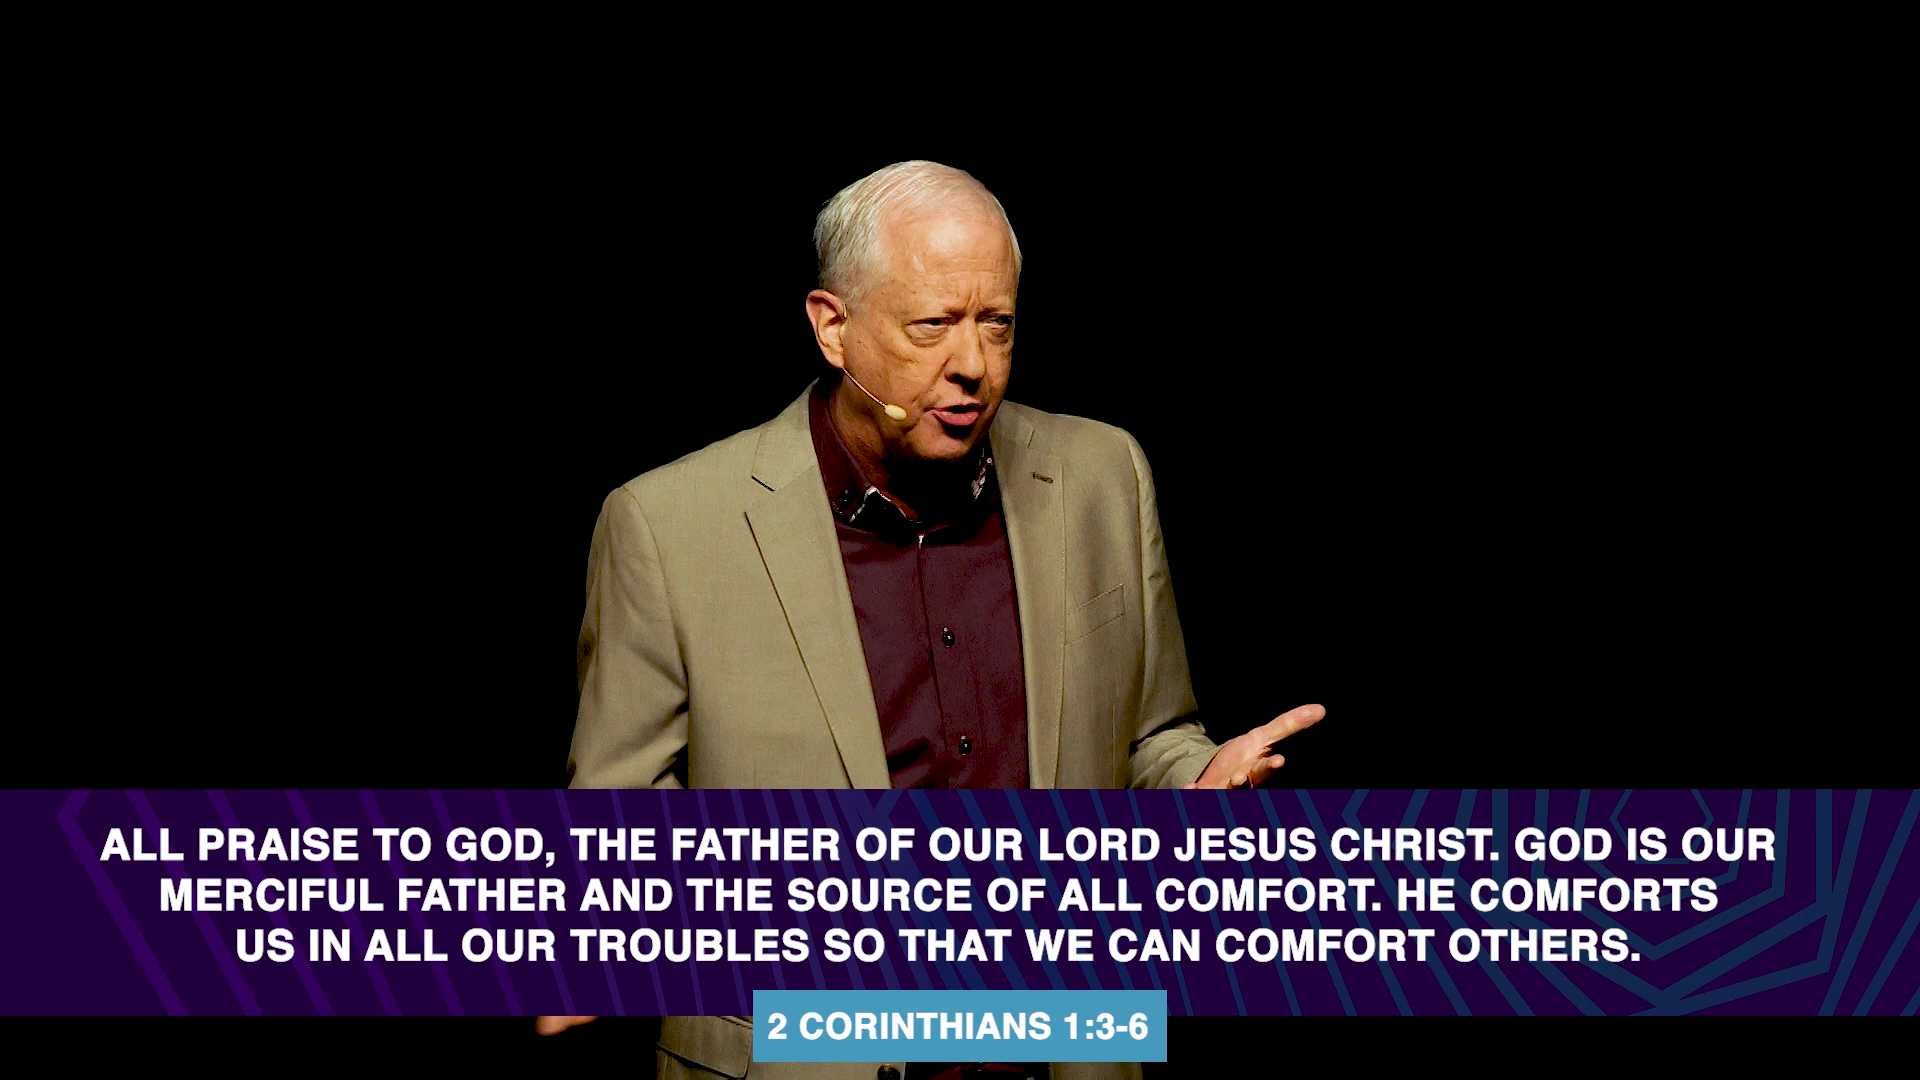 ALL PRAISE TO GOD, THE FATHER OF OUR LORD JESUS CHRIST. GOD IS OUR
MERCIFUL FATHER AND THE SOURCE OF ALL COMFORT. HE COMFORTS
US IN ALL OUR TROUBLES SO THAT WE CAN COMFORT OTHERS.
2 CORINTHIANS 1:3-6